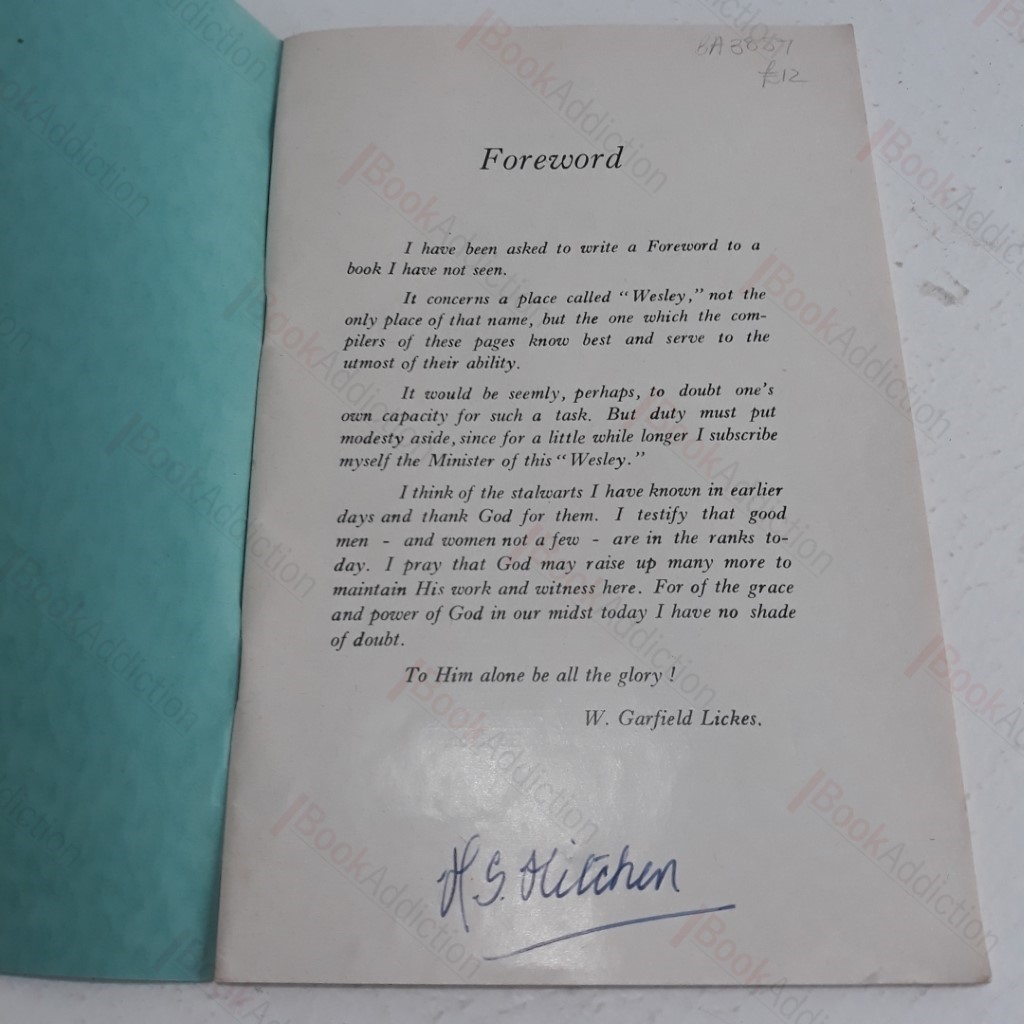 £12
Foreword
I have been asked to write a Foreword to a
book I have not seen.
It concerns a place called "Wesley," not the
only place of that name, but the one which the com-
pilers of these pages know best and serve to the
utmost of their ability.
It would be seemly, perhaps, to doubt one's
own capacity for such a task. But duty must put
modesty aside, since for a little while longer I subscribe
myself the Minister of this "Wesley."
I think of the stalwarts I have known in earlier
days and thank God for them. I testify that good
men - and women not a few - are in the ranks to-
day. I pray that God may raise up many more to
maintain His work and witness here. For of the grace
and power of God in our midst today I have no shade
of doubt.
To Him alone be all the glory !
W. Garfield Lickes.
H. S. Hitchen
BookAddiction